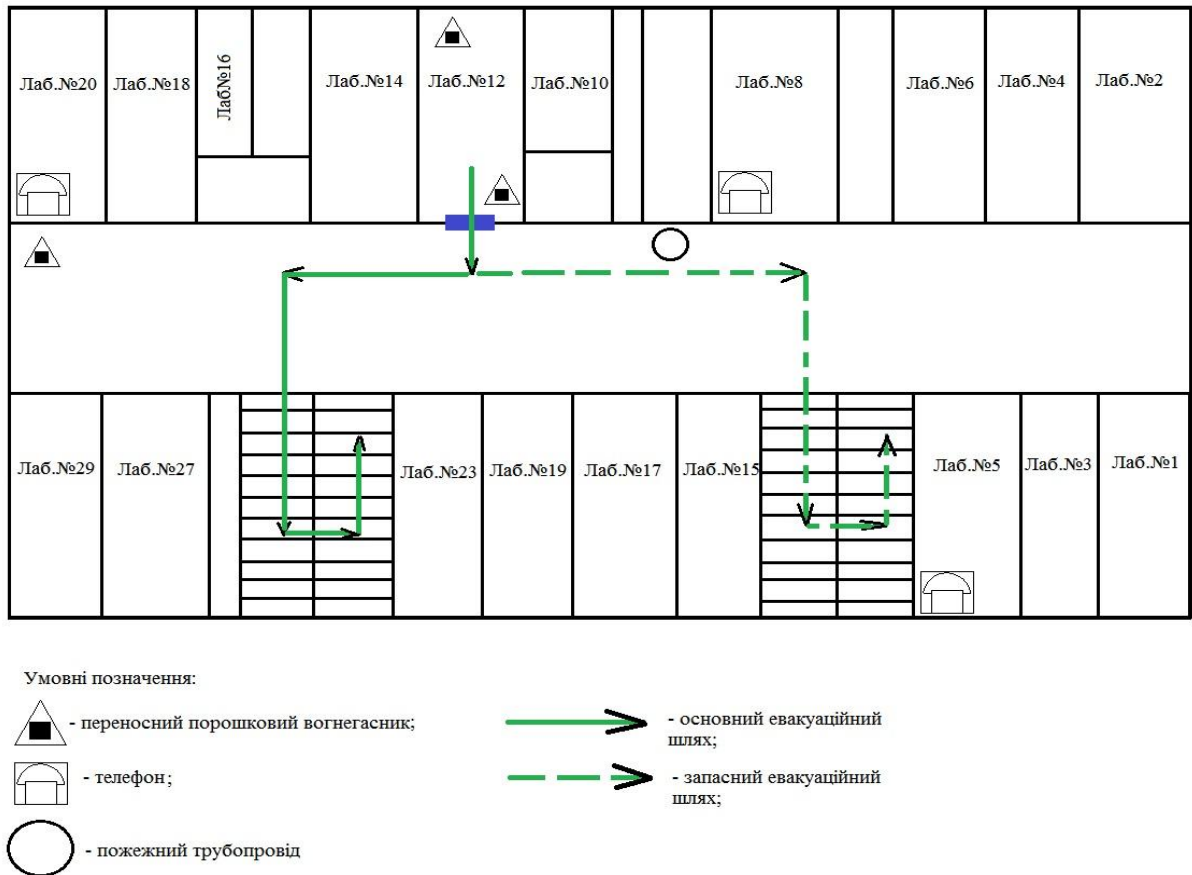 Лаб.№20
Лаб.№18
Лаб№16
Лаб.№14
Лаб.№12
Лаб.№10
Лаб.№8
Лаб.№6
Лаб.№4
Лаб.№2
Лаб.№29
Лаб.№27
Лаб.№23
Лаб.№19
Лаб.№17
Лаб.№15
Лаб.№5
Лаб.№3
Лаб.№1
Умовні позначення:
- переносний порошковий вогнегасник;
- телефон;
- пожежний трубопровід
- основний евакуаційний
шлях;
- запасний евакуаційний
шлях;